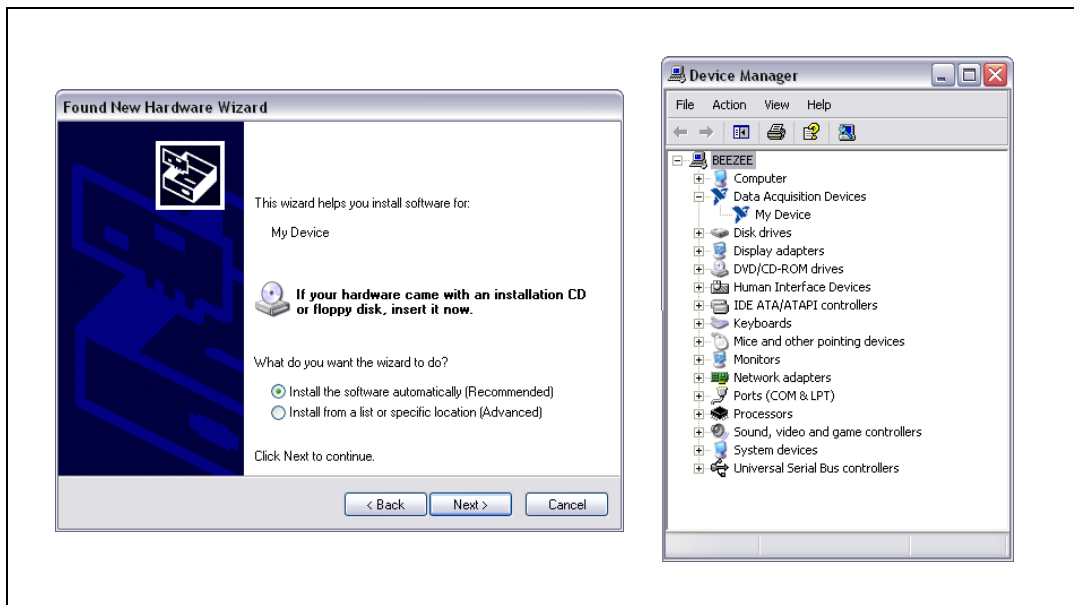 Found New Hardware Wizard
This wizard helps you install software for:
My Device
If your hardware came with an installation CD
or floppy disk, insert it now.
What do you want the wizard to do?
Install the software automatically (Recommended)
Install from a list or specific location (Advanced)
Click Next to continue.
< Back
Next >
Cancel
Device Manager
File Action View Help
BEEZEE
Computer
Data Acquisition Devices
My Device
Disk drives
Display adapters
DVD/CD-ROM drives
Human Interface Devices
IDE ATA/ATAPI controllers
Keyboards
Mice and other pointing devices
Monitors
Network adapters
Ports (COM & LPT)
Processors
Sound, video and game controllers
System devices
Universal Serial Bus controllers